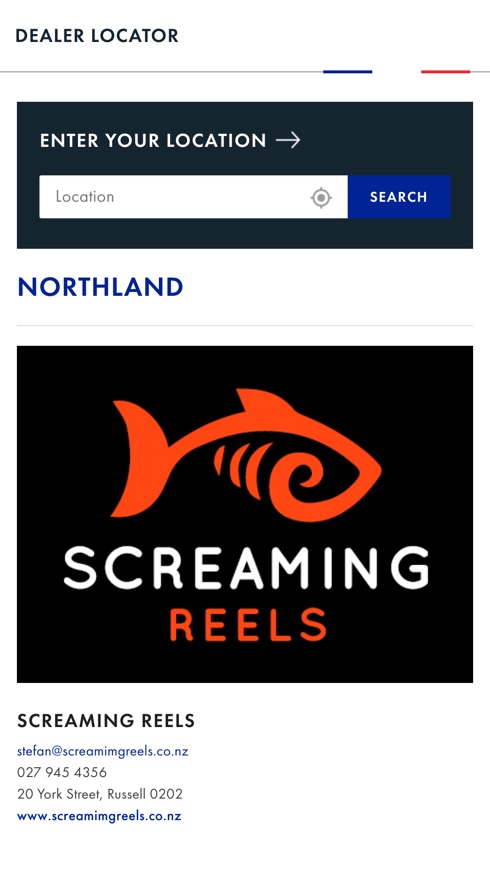 DEALER LOCATOR
ENTER YOUR LOCATION
Location
SEARCH
NORTHLAND
SCREAMING
REELS
SCREAMING REELS
stefan@screamimgreels.co.nz
027 945 4356
20 York Street, Russell 0202
www.screamimgreels.co.nz